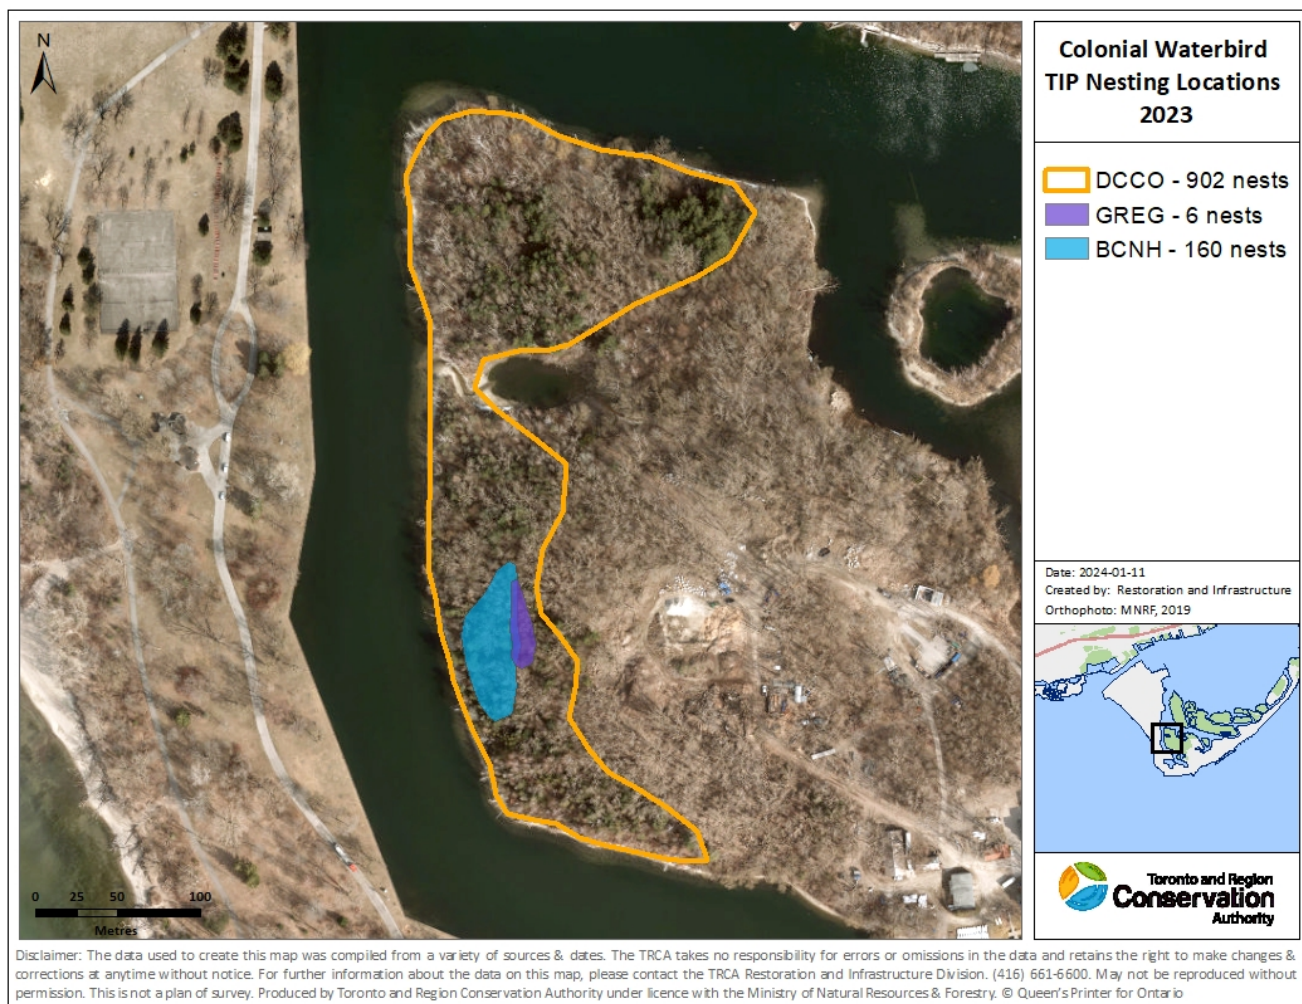 N
Colonial Waterbird
TIP Nesting Locations
2023
DCCO - 902 nests
GREG - 6 nests
BCNH - 160 nests
Date: 2024-01-11
Created by: Restoration and Infrastructure
Orthophoto: MNRF, 2019
0 25 50 100
Metres
Toronto and Region
Conservation
Authority
Disclaimer: The data used to create this map was compiled from a variety of sources & dates. The TRCA takes no responsibility for errors or omissions in the data and retains the right to make changes &
corrections at anytime without notice. For further information about the data on this map, please contact the TRCA Restoration and Infrastructure Division. (416) 661-6600. May not be reproduced without
permission. This is not a plan of survey. Produced by Toronto and Region Conservation Authority under licence with the Ministry of Natural Resources & Forestry. © Queen's Printer for Ontario